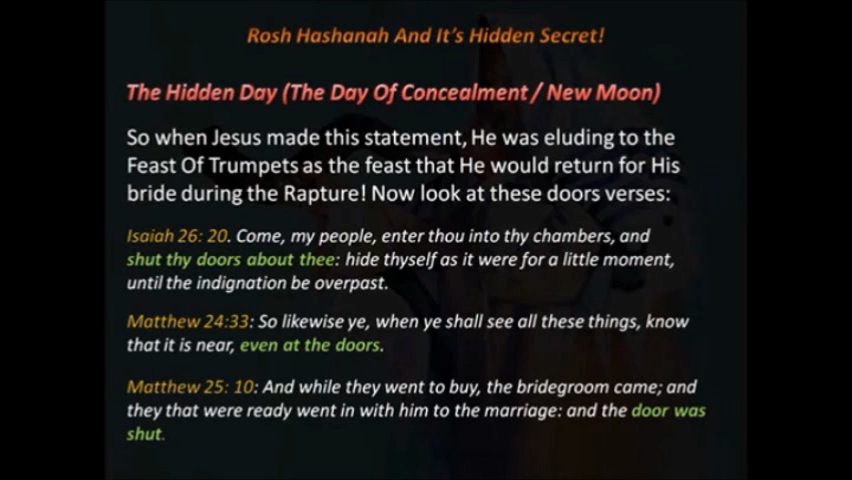 Rosh Hashanah And It's Hidden Secret!
The Hidden Day (The Day Of Concealment / New Moon)
So when Jesus made this statement, He was eluding to the
Feast Of Trumpets as the feast that He would return for His
bride during the Rapture! Now look at these doors verses:
Isaiah 26: 20. Come, my people, enter thou into thy chambers, and
shut thy doors about thee: hide thyself as it were for a little moment,
until the indignation be overpast.
Matthew 24:33: So likewise ye, when ye shall see all these things, know
that it is near, even at the doors.
Matthew 25: 10: And while they went to buy, the bridegroom came; and
they that were ready went in with him to the marriage: and the door was
shut.